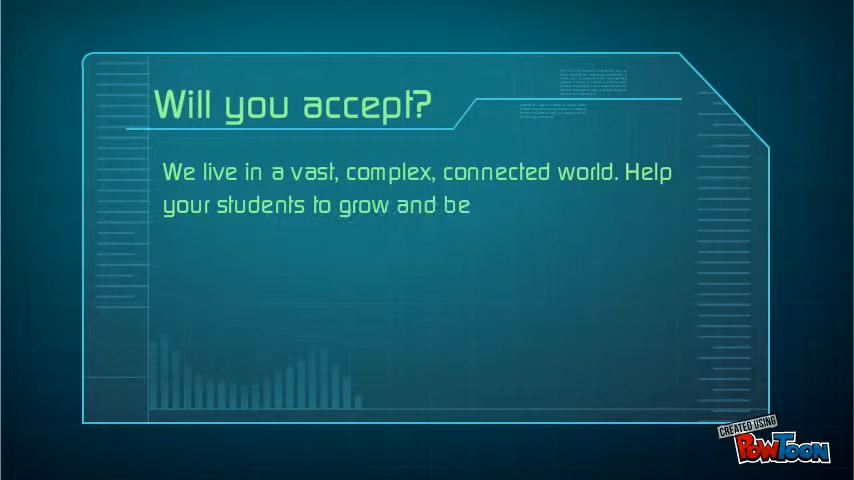 Will you accept?
We live in a vast, complex, connected world. Help
your students to grow and be
CREATED USING
POWTOON